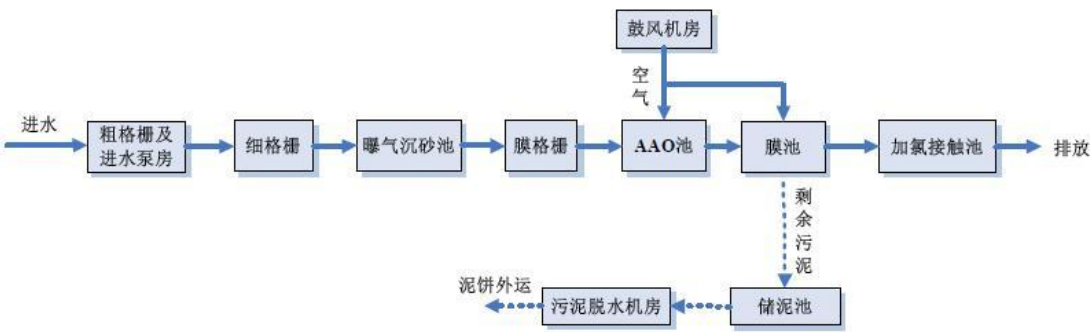 鼓风机房
空气
进水
粗格栅及
进水泵房
细格栅
曝气沉砂池
膜格栅
AAO池
膜池
加氯接触池
排放
剩余污泥
泥饼外运
污泥脱水机房
储泥池